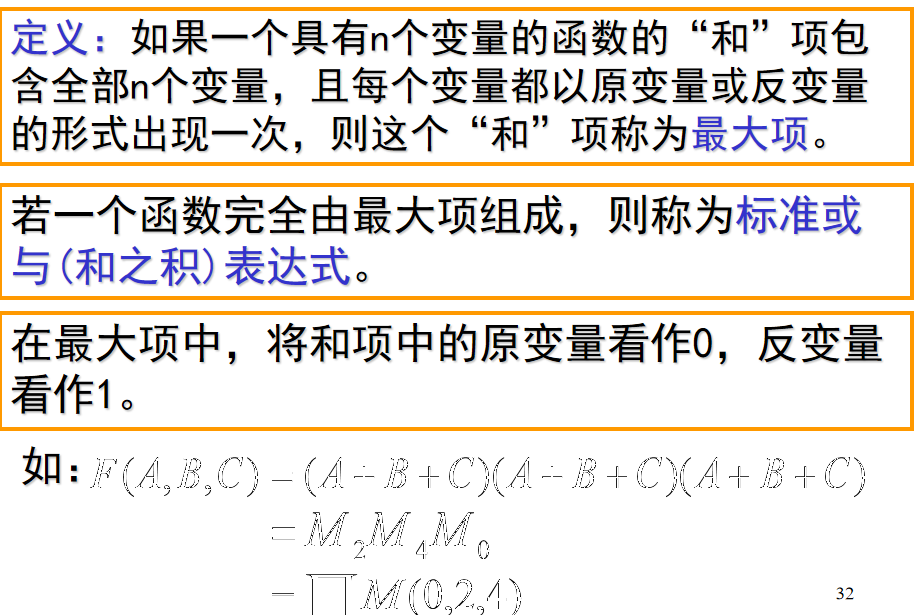 定义：如果一个具有n个变量的函数的“和”项包
含全部n个变量，且每个变量都以原变量或反变量
的形式出现一次，则这个“和”项称为最大项。
若一个函数完全由最大项组成，则称为标准或
与(和之积)表达式。
在最大项中，将和项中的原变量看作0，反变量
看作1。
如：F(A,B,C) = (A + B + C)(A + B + C)(A + B + C)
= M₂M₄M₀
= ∏M(0,2,4)
32